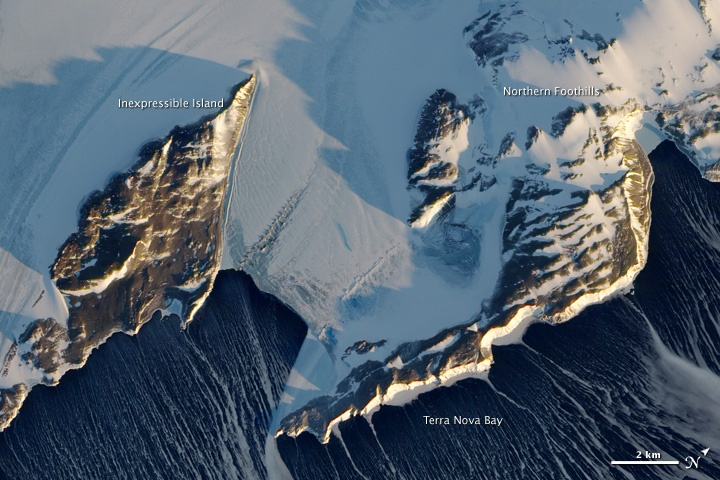 Northern Foothills
Inexpressible Island
Terra Nova Bay
2 km
N